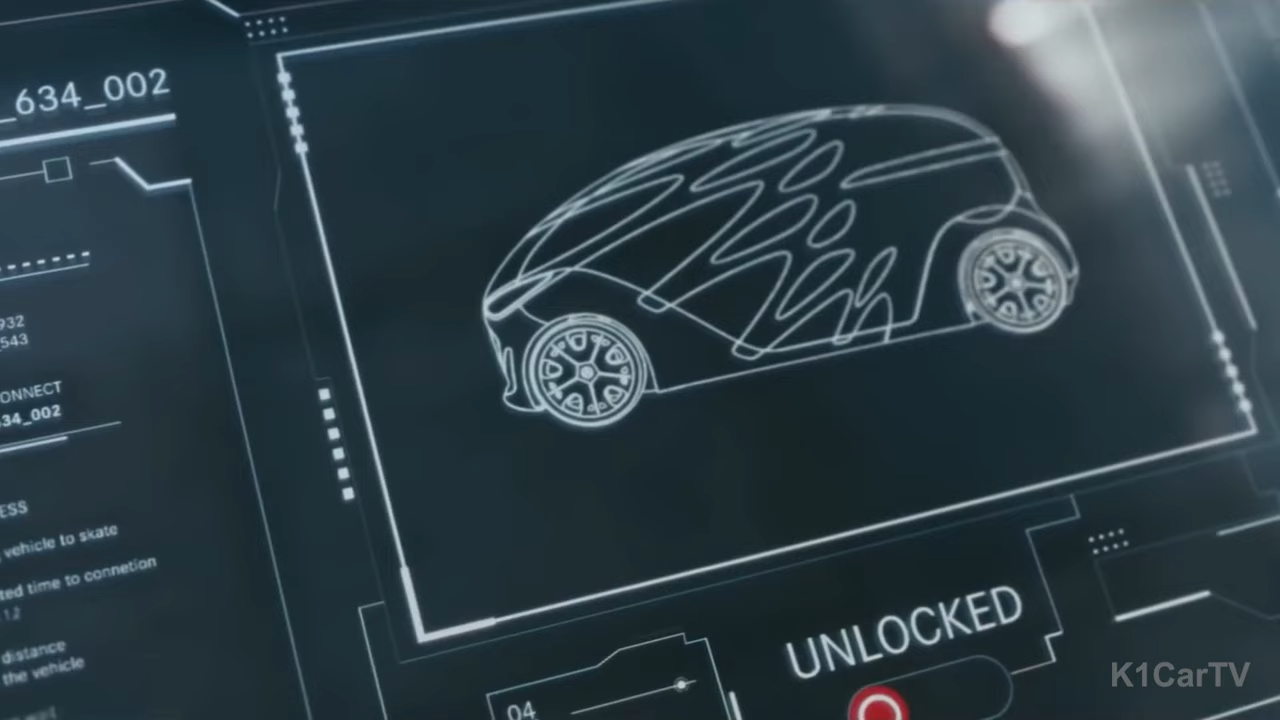 _634_002
932
_543
ONNECT
34_002
ESS
vehicle to skate
ted time to connetion
1.2
distance
the vehicle
UNLOCKED
04
K1CarTV